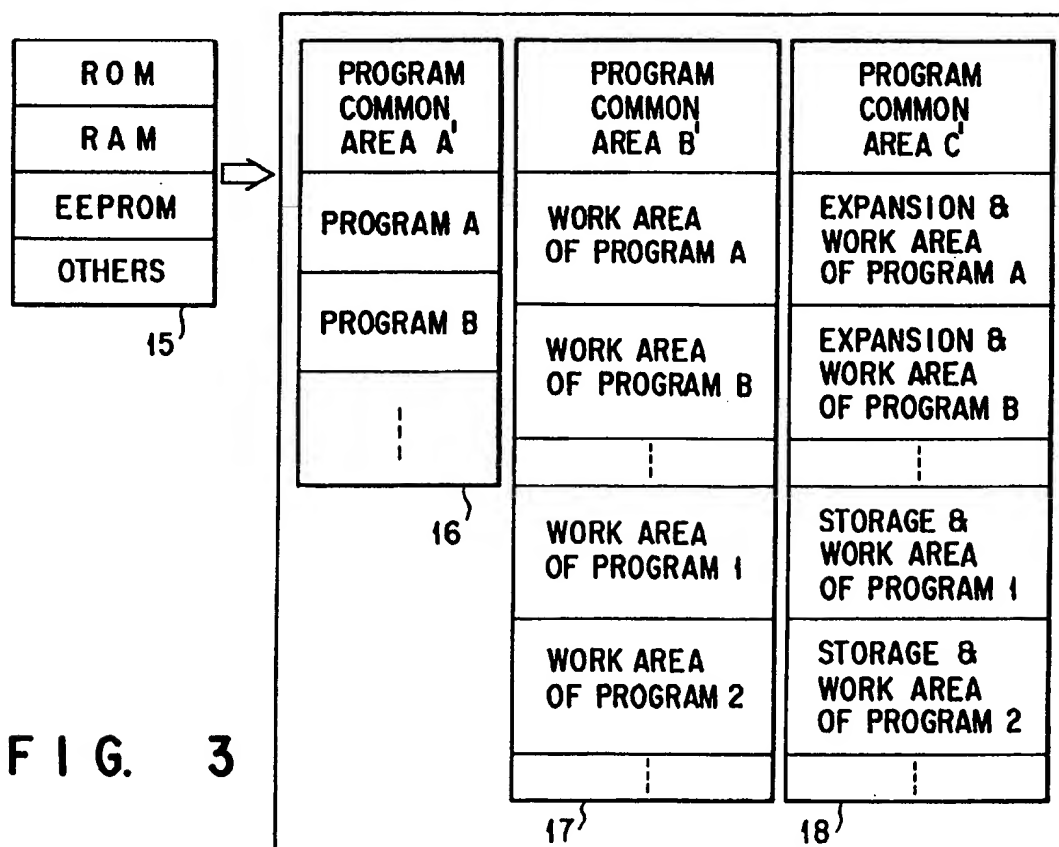 ROM
RAM
EEPROM
OTHERS
15
PROGRAM
COMMON
AREA A'
PROGRAM A
PROGRAM B
16
PROGRAM
COMMON
AREA B'
WORK AREA
OF PROGRAM A
WORK AREA
OF PROGRAM B
WORK AREA
OF PROGRAM 1
WORK AREA
OF PROGRAM 2
17
PROGRAM
COMMON
AREA C'
EXPANSION &
WORK AREA
OF PROGRAM A
EXPANSION &
WORK AREA
OF PROGRAM B
STORAGE &
WORK AREA
OF PROGRAM 1
STORAGE &
WORK AREA
OF PROGRAM 2
18
FIG. 3